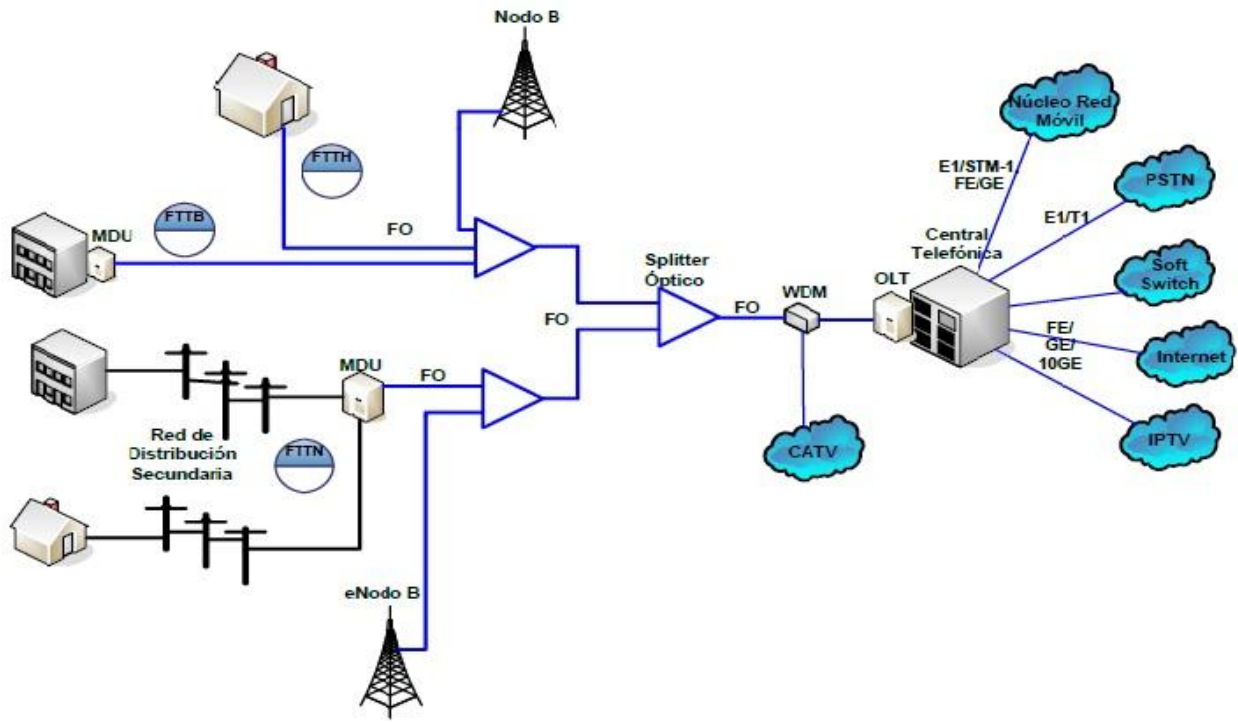 Nodo B
Núcleo Red
Móvil
FTTH
E1/STM-1,
FE/GE
PSTN
FTTB
MDU
FO
E1/T1
Central
Telefónica
Splitter
Óptico
Soft
Switch
WDM
OLT
FO
FO
FE/
GE/
10GE
Internet
MDU
FO
Red de
Distribución
Secundaria
FTTN
CATV
IPTV
eNodo B